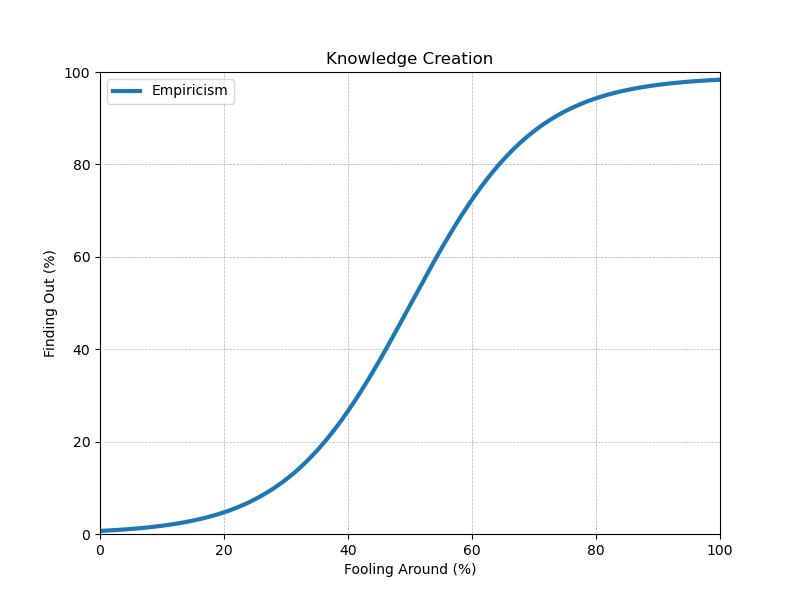 Knowledge Creation
Empiricism
100
80
60
40
20
0
Finding Out (%)
0 20 40 60 80 100
Fooling Around (%)